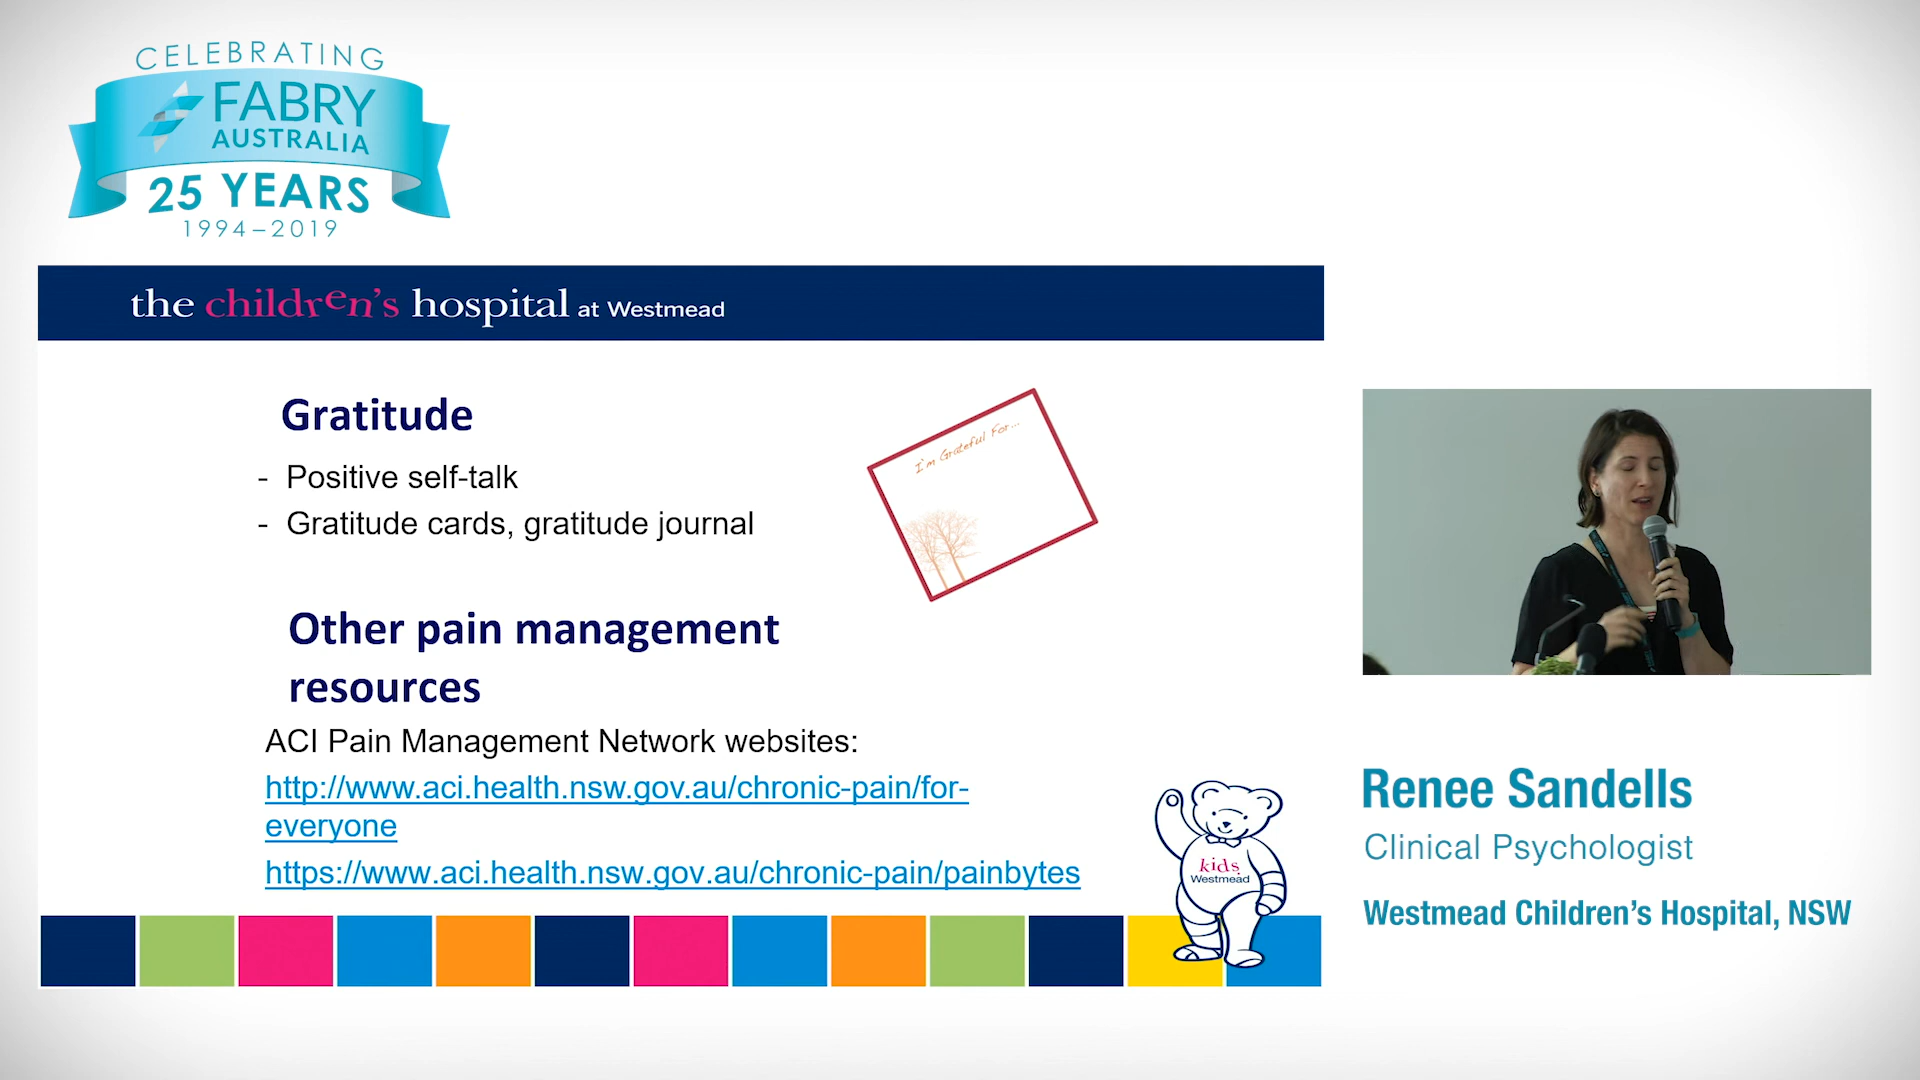 CELEBRATING
FABRY
AUSTRALIA
25 YEARS
1994–2019
the children's hospital at Westmead
Gratitude
- Positive self-talk
- Gratitude cards, gratitude journal
I'm Grateful For...
Other pain management
resources
ACI Pain Management Network websites:
http://www.aci.health.nsw.gov.au/chronic-pain/for-
everyone
https://www.aci.health.nsw.gov.au/chronic-pain/painbytes
kids
Westmead
Renee Sandells
Clinical Psychologist
Westmead Children's Hospital, NSW